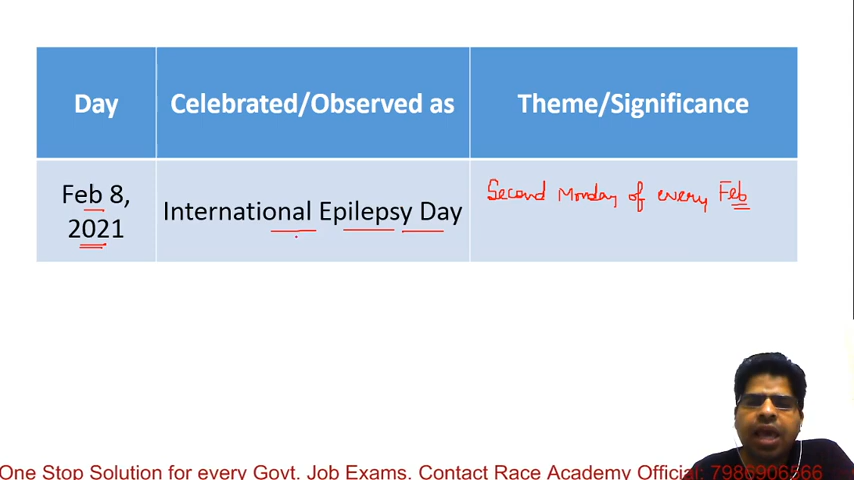 Day
Celebrated/Observed as
Theme/Significance
Feb 8,
2021
International Epilepsy Day
Second Monday of every Feb
One Stop Solution for every Govt. Job Exams. Contact Race Academy Official: 7986906566